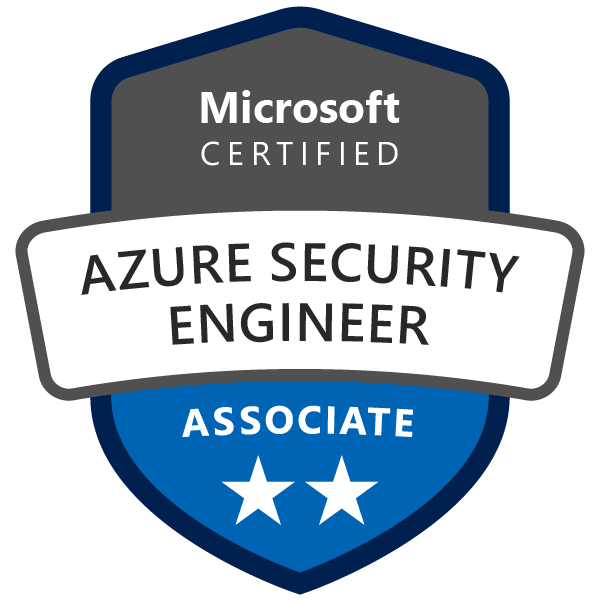 Microsoft
CERTIFIED
AZURE SECURITY
ENGINEER
ASSOCIATE